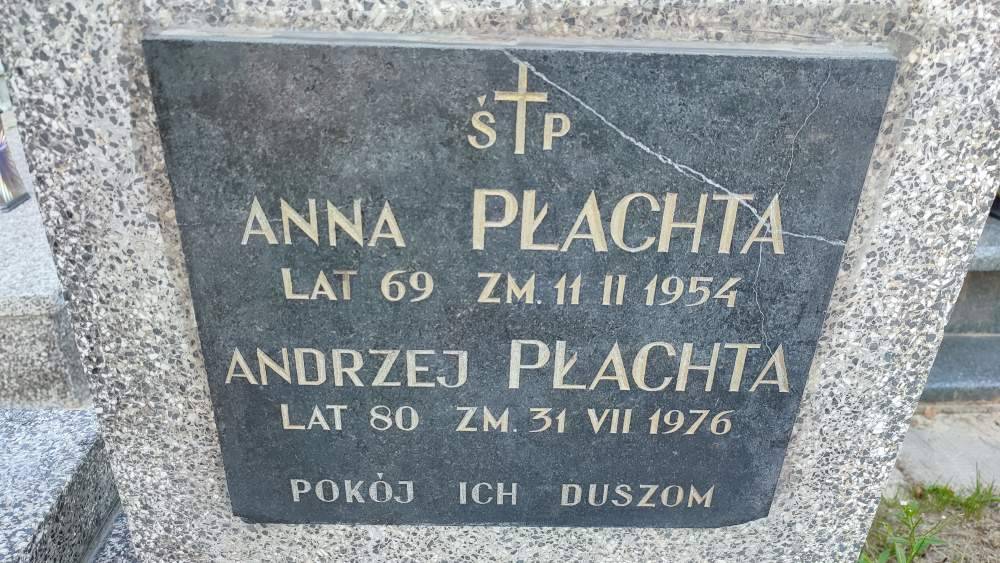 Ś P
ANNA PŁACHTA
LAT 69 ZM. 11 II 1954
ANDRZEJ PŁACHTA
LAT 80 ZM. 31 VII 1976
POKÓJ ICH DUSZOM